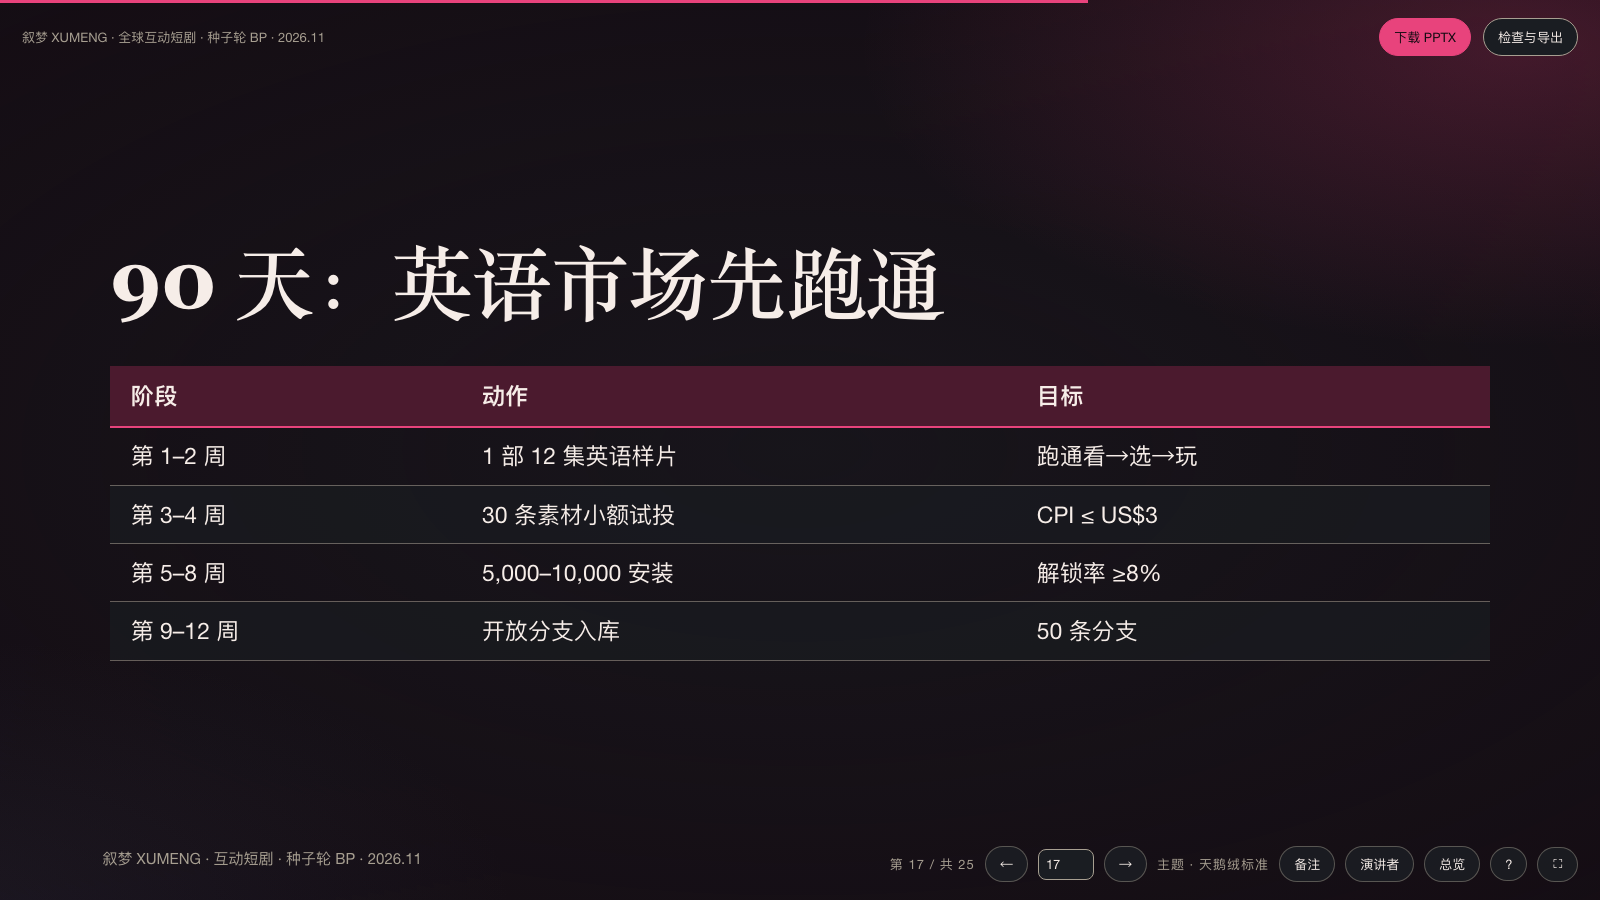 叙梦 XUMENG · 全球互动短剧 · 种子轮 BP · 2026.11
下载 PPTX
检查与导出
90 天：英语市场先跑通
阶段 动作 目标
第 1–2 周 1 部 12 集英语样片 跑通看→选→玩
第 3–4 周 30 条素材小额试投 CPI ≤ US$3
第 5–8 周 5,000–10,000 安装 解锁率 ≥8%
第 9–12 周 开放分支入库 50 条分支
叙梦 XUMENG · 互动短剧 · 种子轮 BP · 2026.11
第 17 / 共 25 ← 17 → 主题 · 天鹅绒标准 备注 演讲者 总览 ?